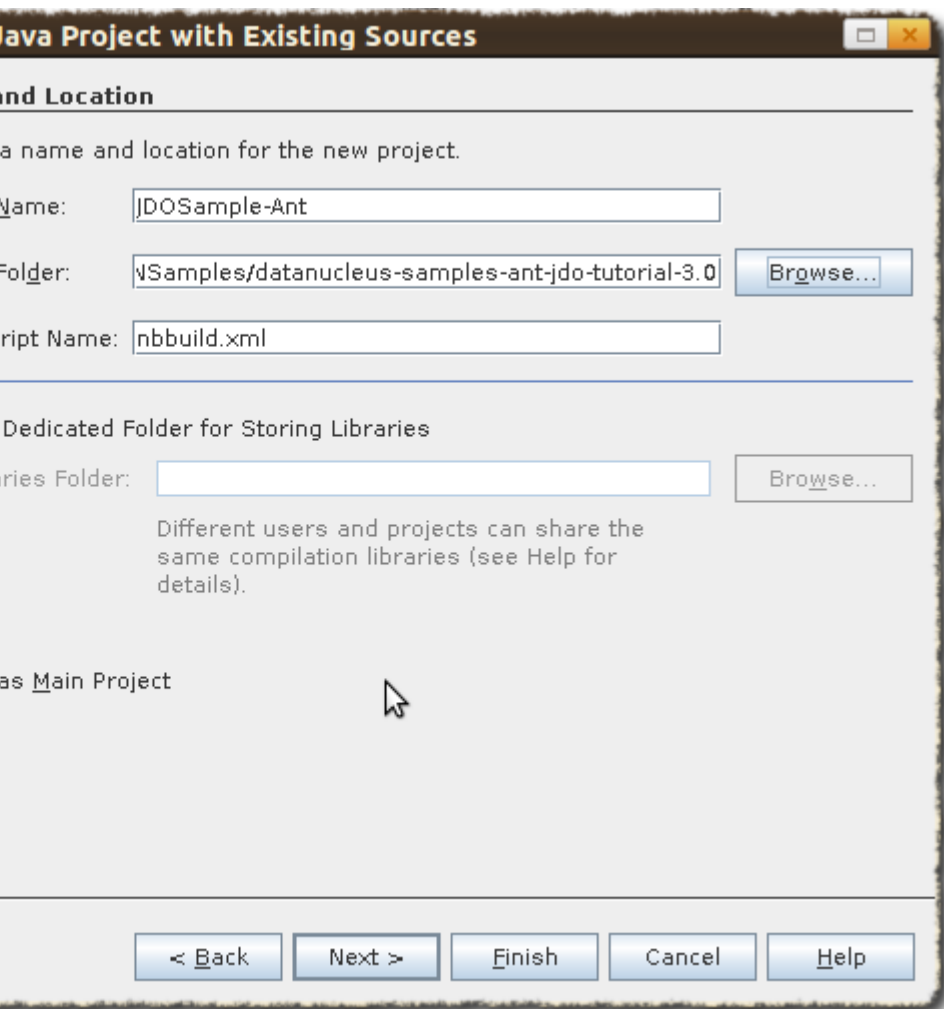 Java Project with Existing Sources
and Location
a name and location for the new project.
Name: JDOSample-Ant
Folder: NSamples/datanucleus-samples-ant-jdo-tutorial-3.0 Browse...
ript Name: nbbuild.xml
Dedicated Folder for Storing Libraries
ries Folder: Browse...
Different users and projects can share the
same compilation libraries (see Help for
details).
as Main Project
< Back Next > Finish Cancel Help